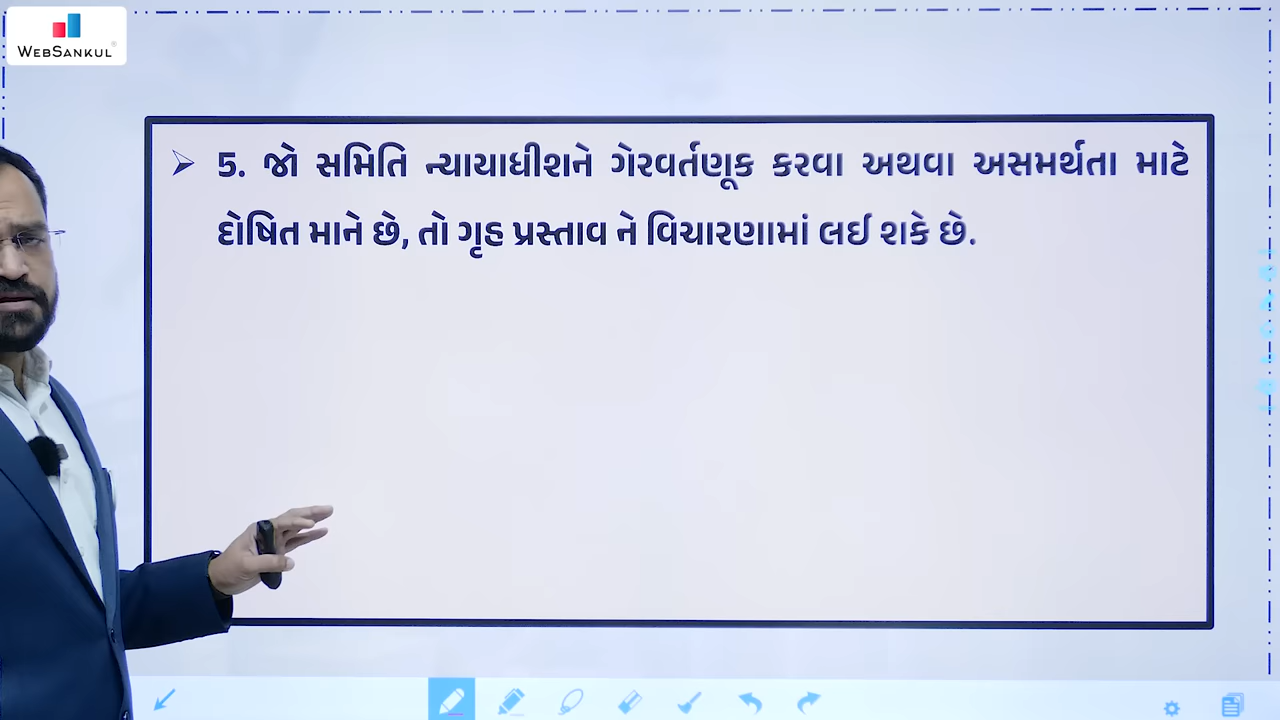 WEBSANKUL
➢ 5. જો સમિતિ ન્યાયાધીશને ગેરવર્તણૂક કરવા અથવા અસમર્થતા માટે
દોષિત માને છે, તો ગૃહ પ્રસ્તાવ ને વિચારણામાં લઈ શકે છે.